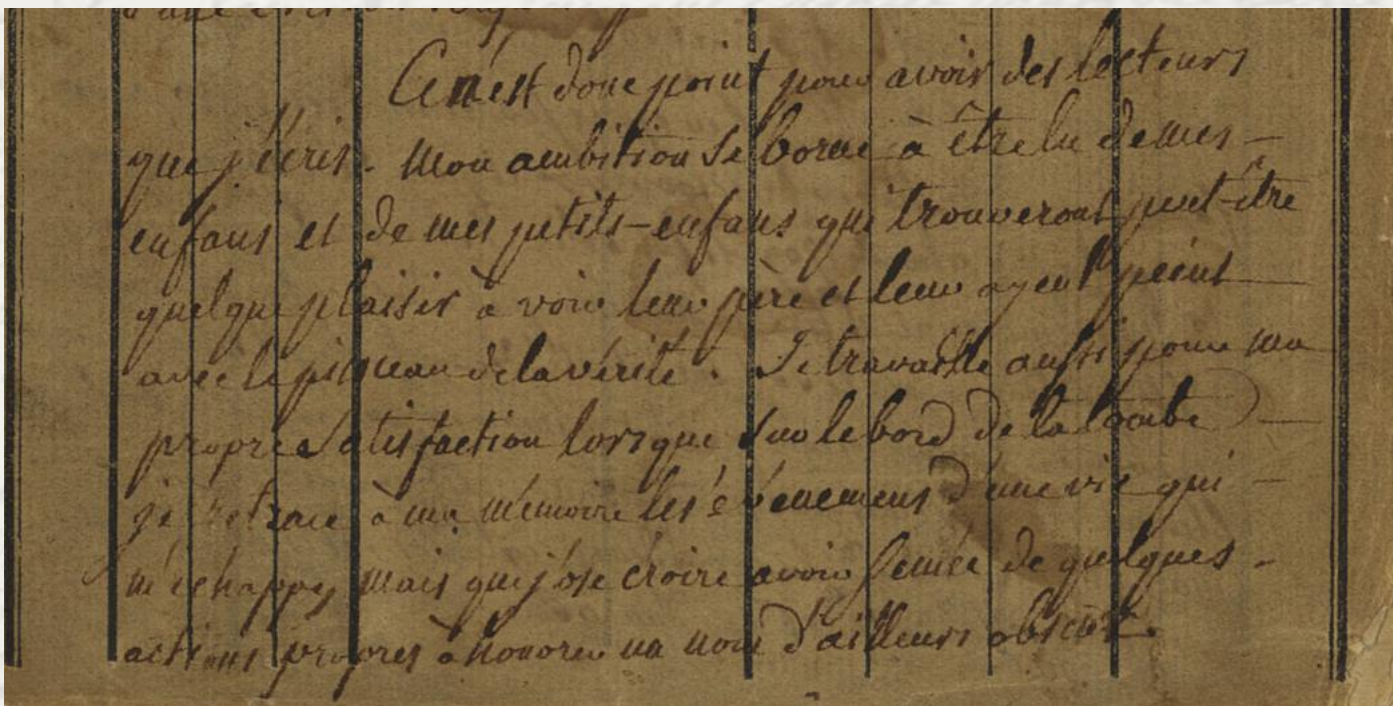 Ce n'est donc point pour avoir des lecteurs
que j'écris. Mon ambition se borne à être lu de mes -
enfans et de mes petits-enfans qui trouveront peut-être
quelque plaisir à voir leur père et leur ayeul peint
avec le pinceau de la vérité. Je travaille aussi pour ma
propre satisfaction lorsque sur le bord de la tombe
je retrace à ma mémoire les évenemens d'une vie qui -
m'échappe, mais que j'ose croire avoir semée de quelques -
actions propres à honorer un nom d'ailleurs obscur.